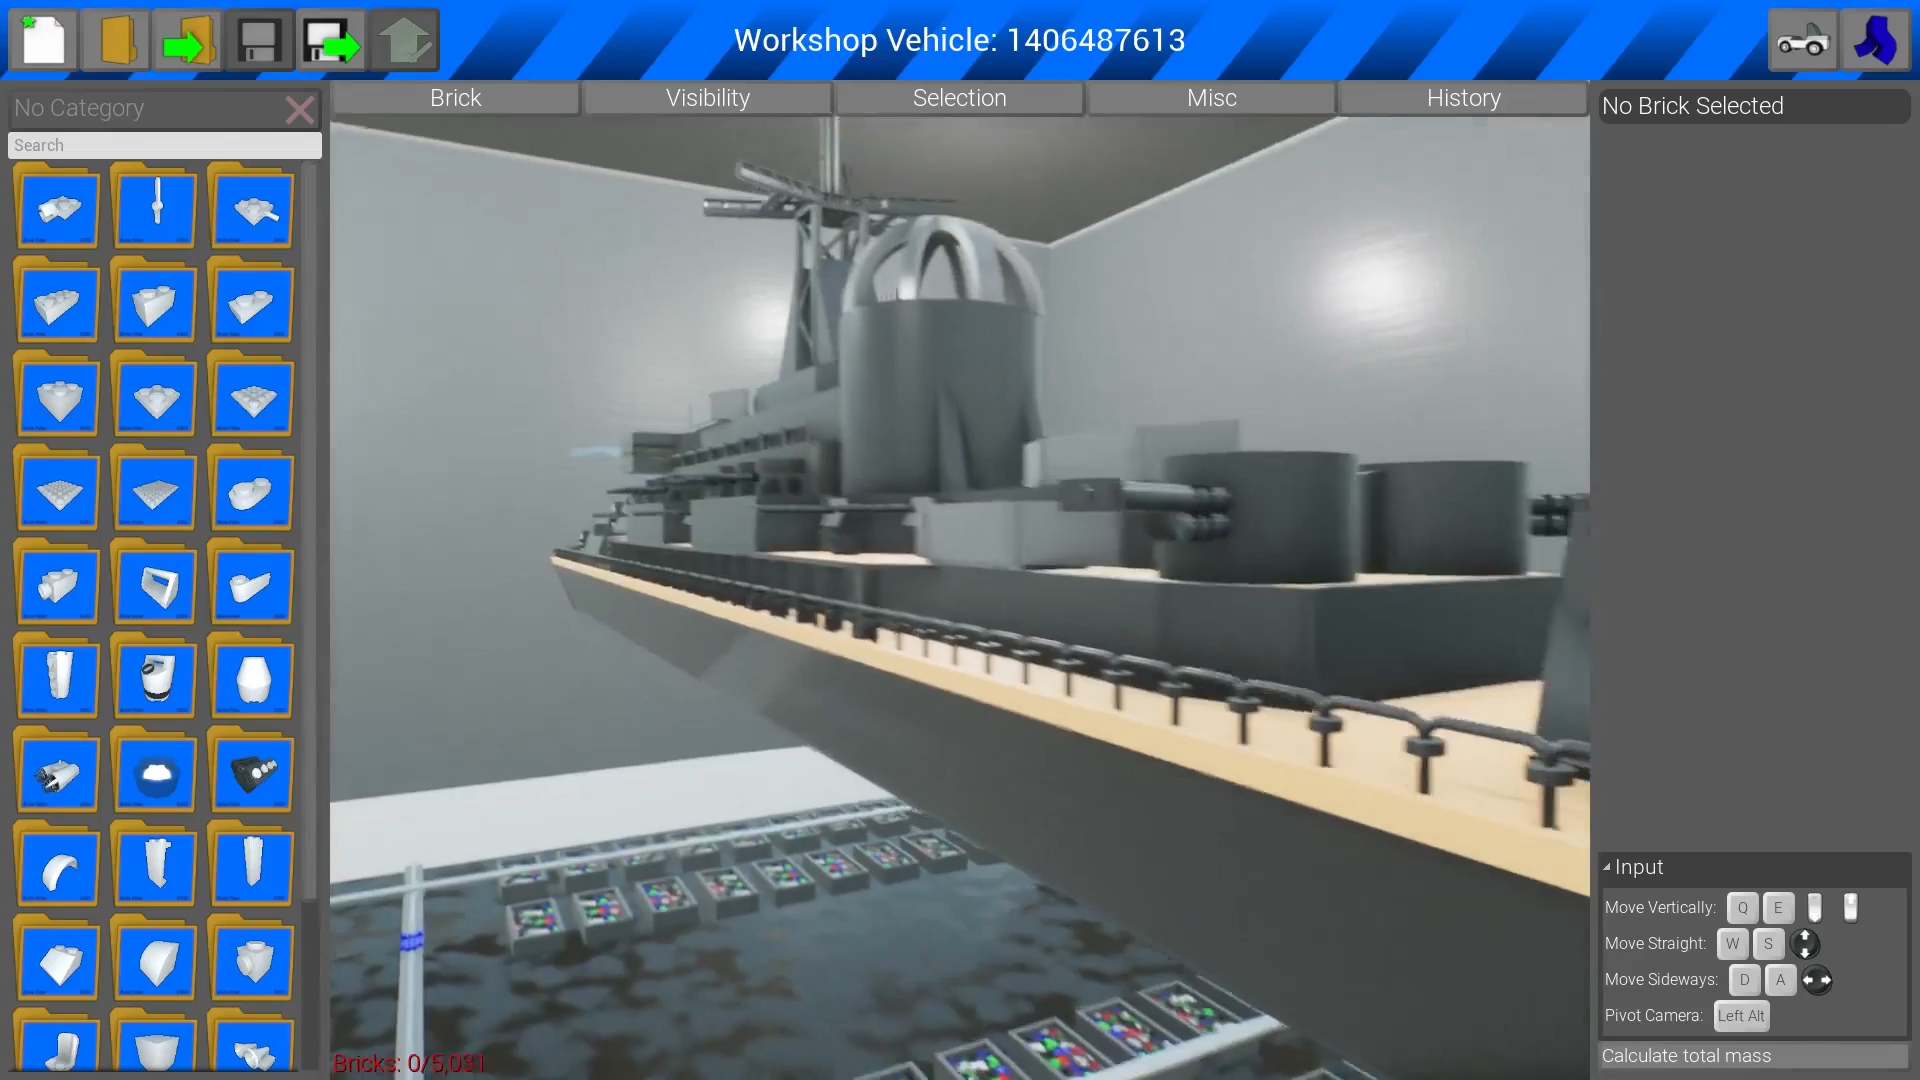 Workshop Vehicle: 1406487613
No Category
Search
Brick
Visibility
Selection
Misc
History
No Brick Selected
Input
Move Vertically: Q E
Move Straight: W S
Move Sideways: D A
Pivot Camera: Left Alt
Calculate total mass
Bricks: 0/5,031